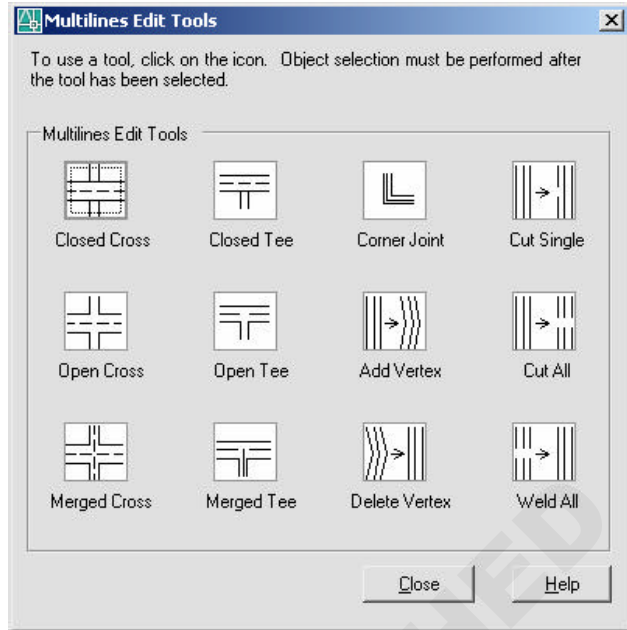 Multilines Edit Tools
To use a tool, click on the icon. Object selection must be performed after
the tool has been selected.
Multilines Edit Tools
Closed Cross Closed Tee Corner Joint Cut Single
Open Cross Open Tee Add Vertex Cut All
Merged Cross Merged Tee Delete Vertex Weld All
Close Help